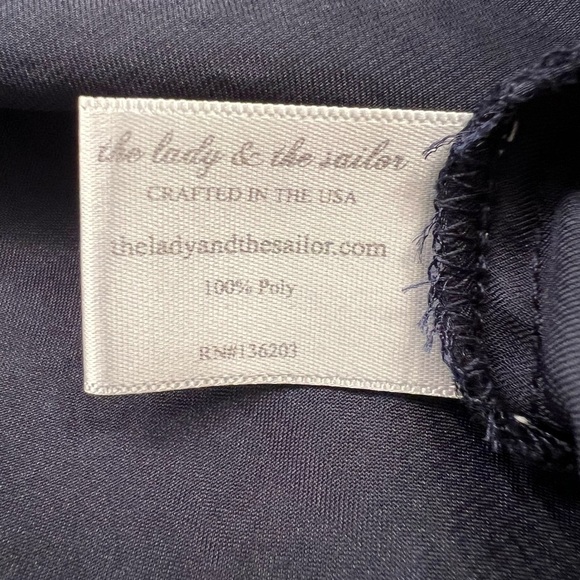 the lady & the sailor
CRAFTED IN THE USA
theladyandthesailor.com
100% Poly
RN#136203